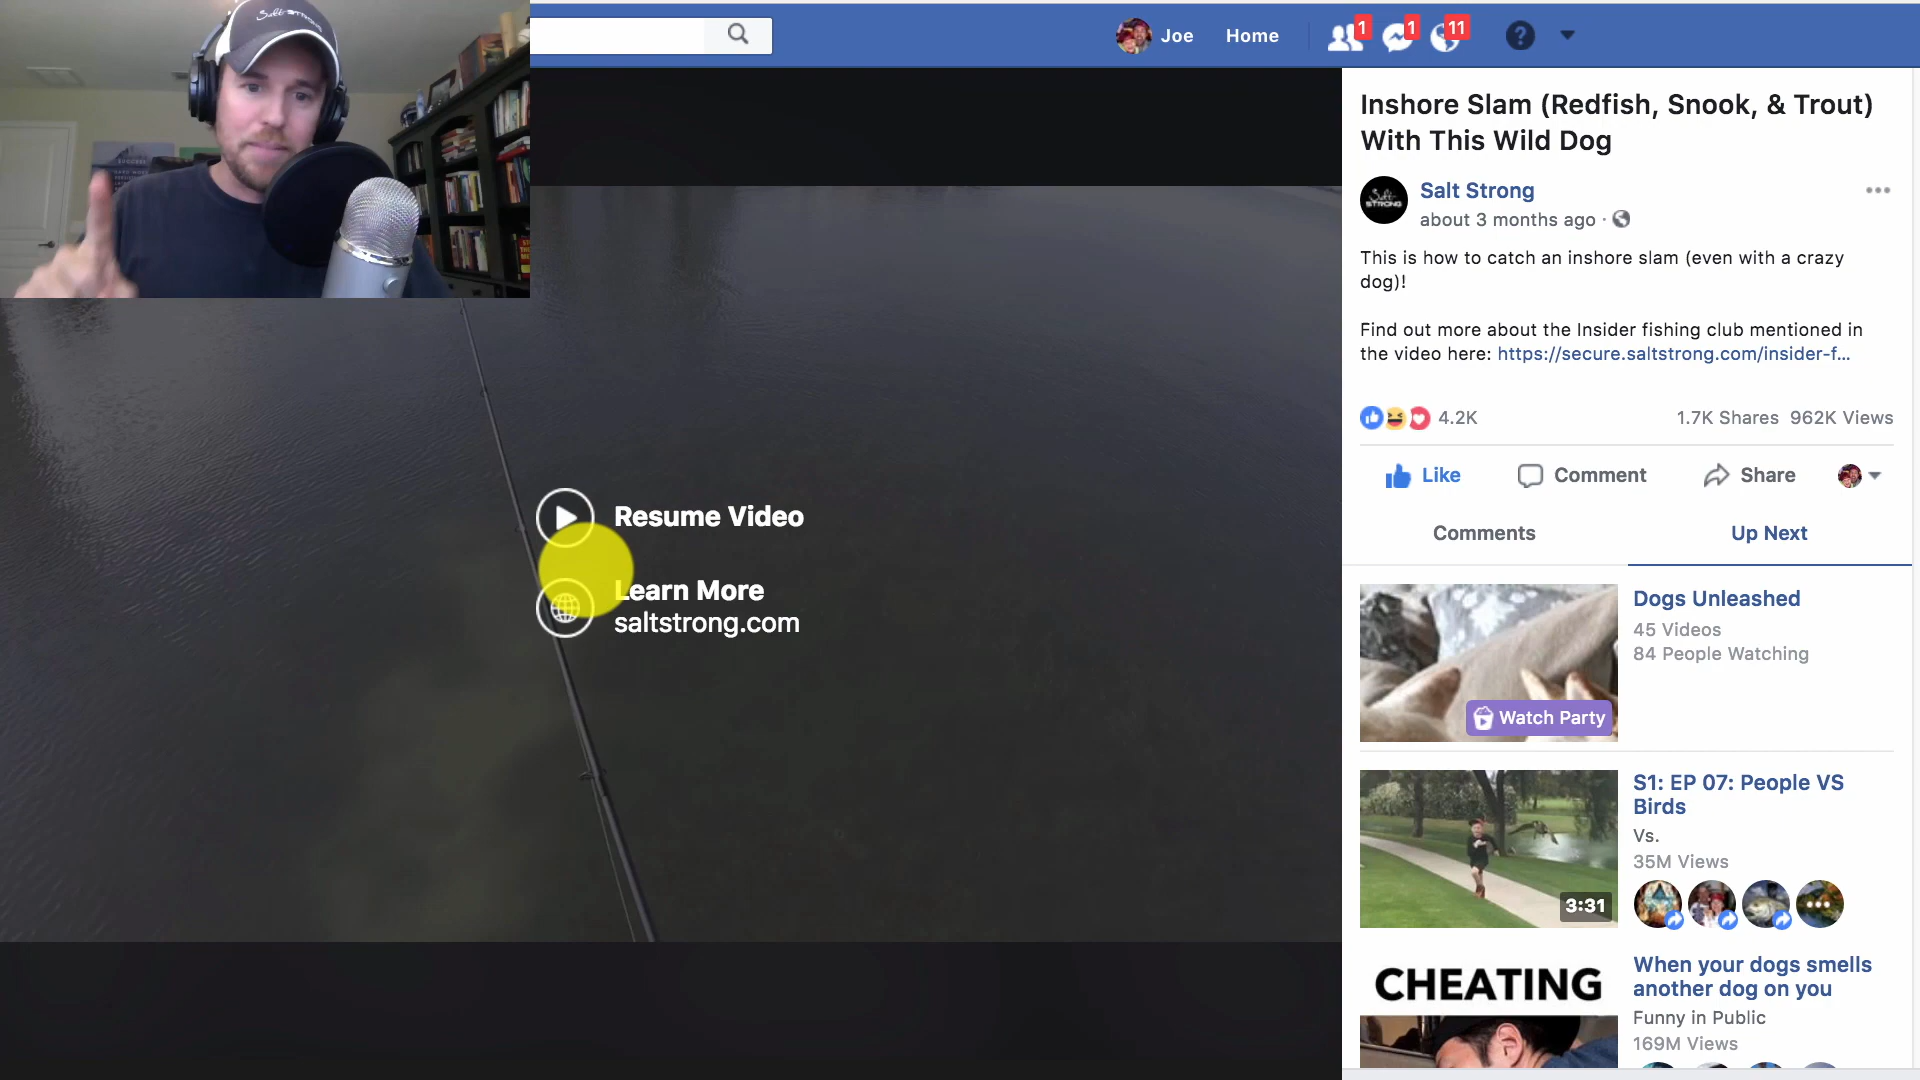 Salt STRONG
SUCCESS
Joe
Home
1
1
11
?
Inshore Slam (Redfish, Snook, & Trout)
With This Wild Dog
Salt STRONG
Salt Strong
about 3 months ago ·
This is how to catch an inshore slam (even with a crazy
dog)!
Find out more about the Insider fishing club mentioned in
the video here: https://secure.saltstrong.com/insider-f...
4.2K
1.7K Shares 962K Views
Like
Comment
Share
Comments
Up Next
Resume Video
Learn More
saltstrong.com
Dogs Unleashed
45 Videos
84 People Watching
Watch Party
S1: EP 07: People VS
Birds
Vs.
35M Views
3:31
CHEATING
When your dogs smells
another dog on you
Funny in Public
169M Views